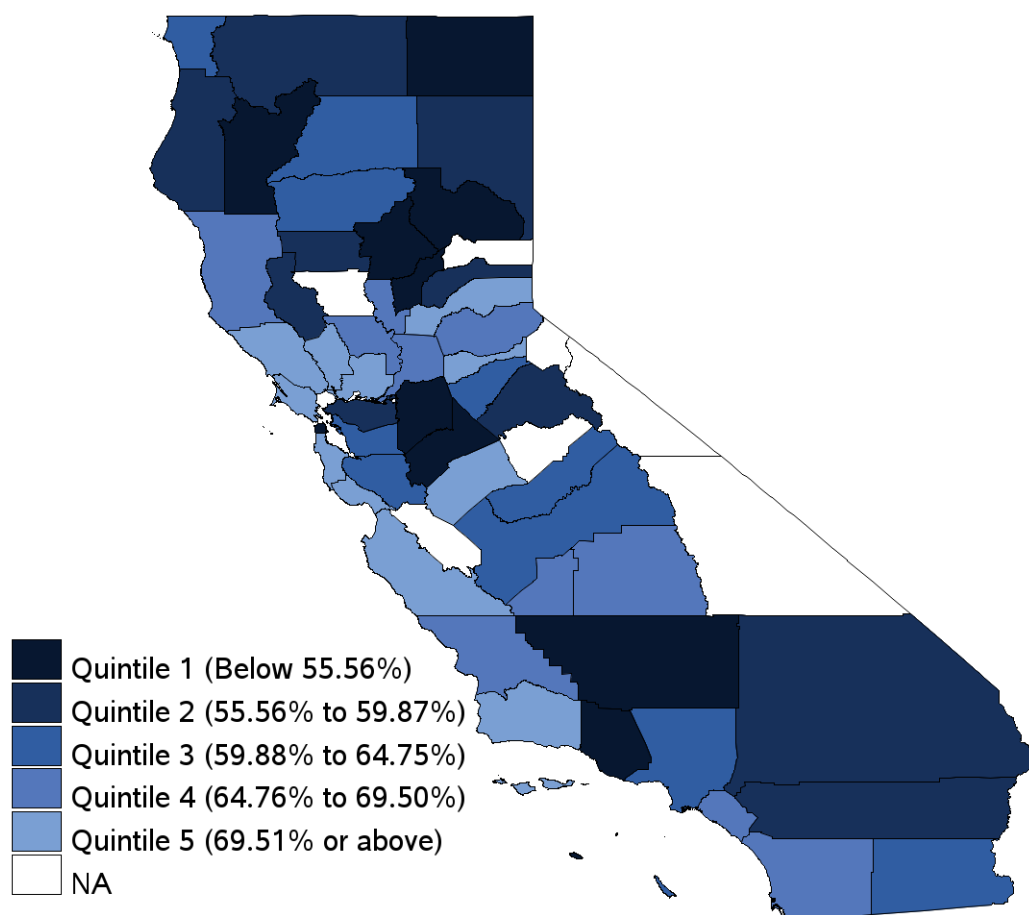 Quintile 1 (Below 55.56%)
Quintile 2 (55.56% to 59.87%)
Quintile 3 (59.88% to 64.75%)
Quintile 4 (64.76% to 69.50%)
Quintile 5 (69.51% or above)
NA